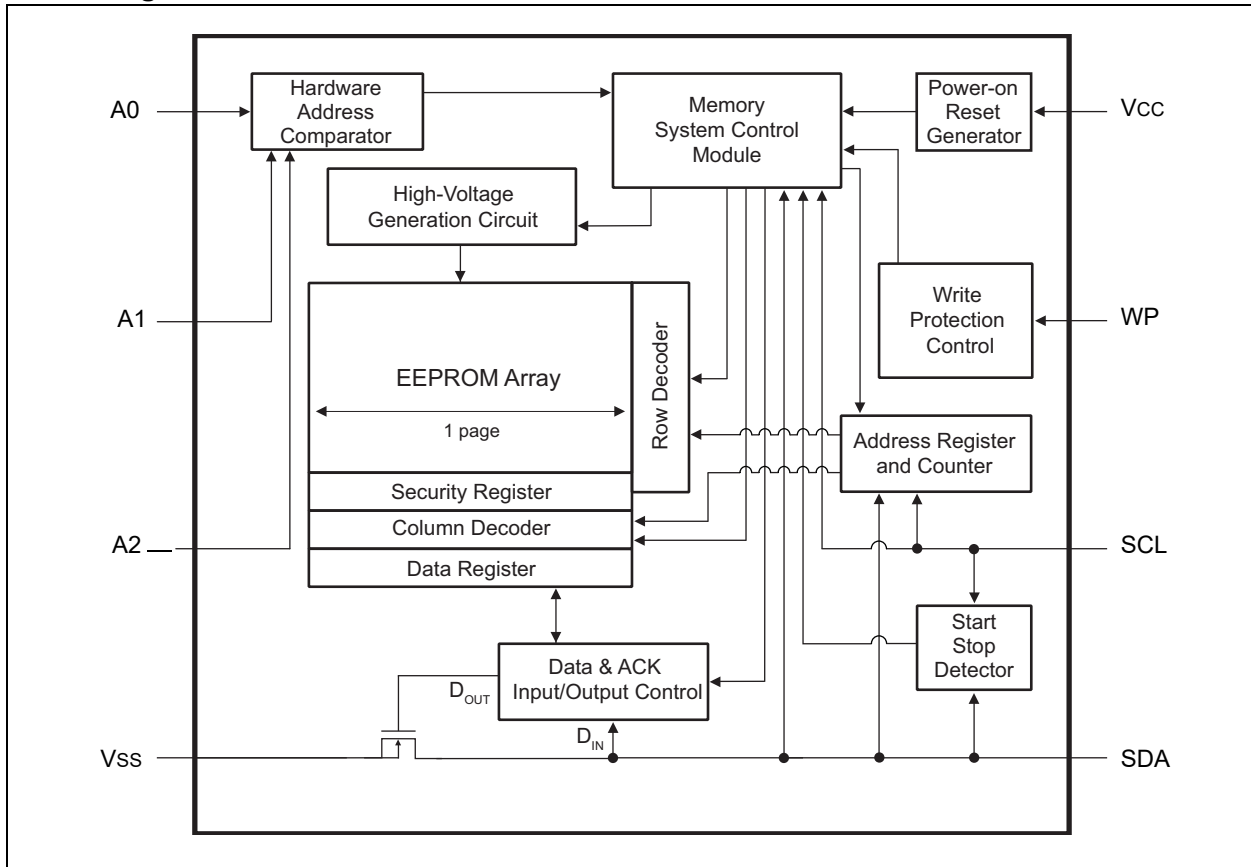 A0
Hardware
Address
Comparator
Memory
System Control
Module
Power-on
Reset
Generator
VCC
High-Voltage
Generation Circuit
A1
EEPROM Array
1 page
Row Decoder
Write
Protection
Control
WP
Address Register
and Counter
Security Register
Column Decoder
Data Register
A2
SCL
Start
Stop
Detector
Data & ACK
Input/Output Control
DOUT
DIN
VSS
SDA